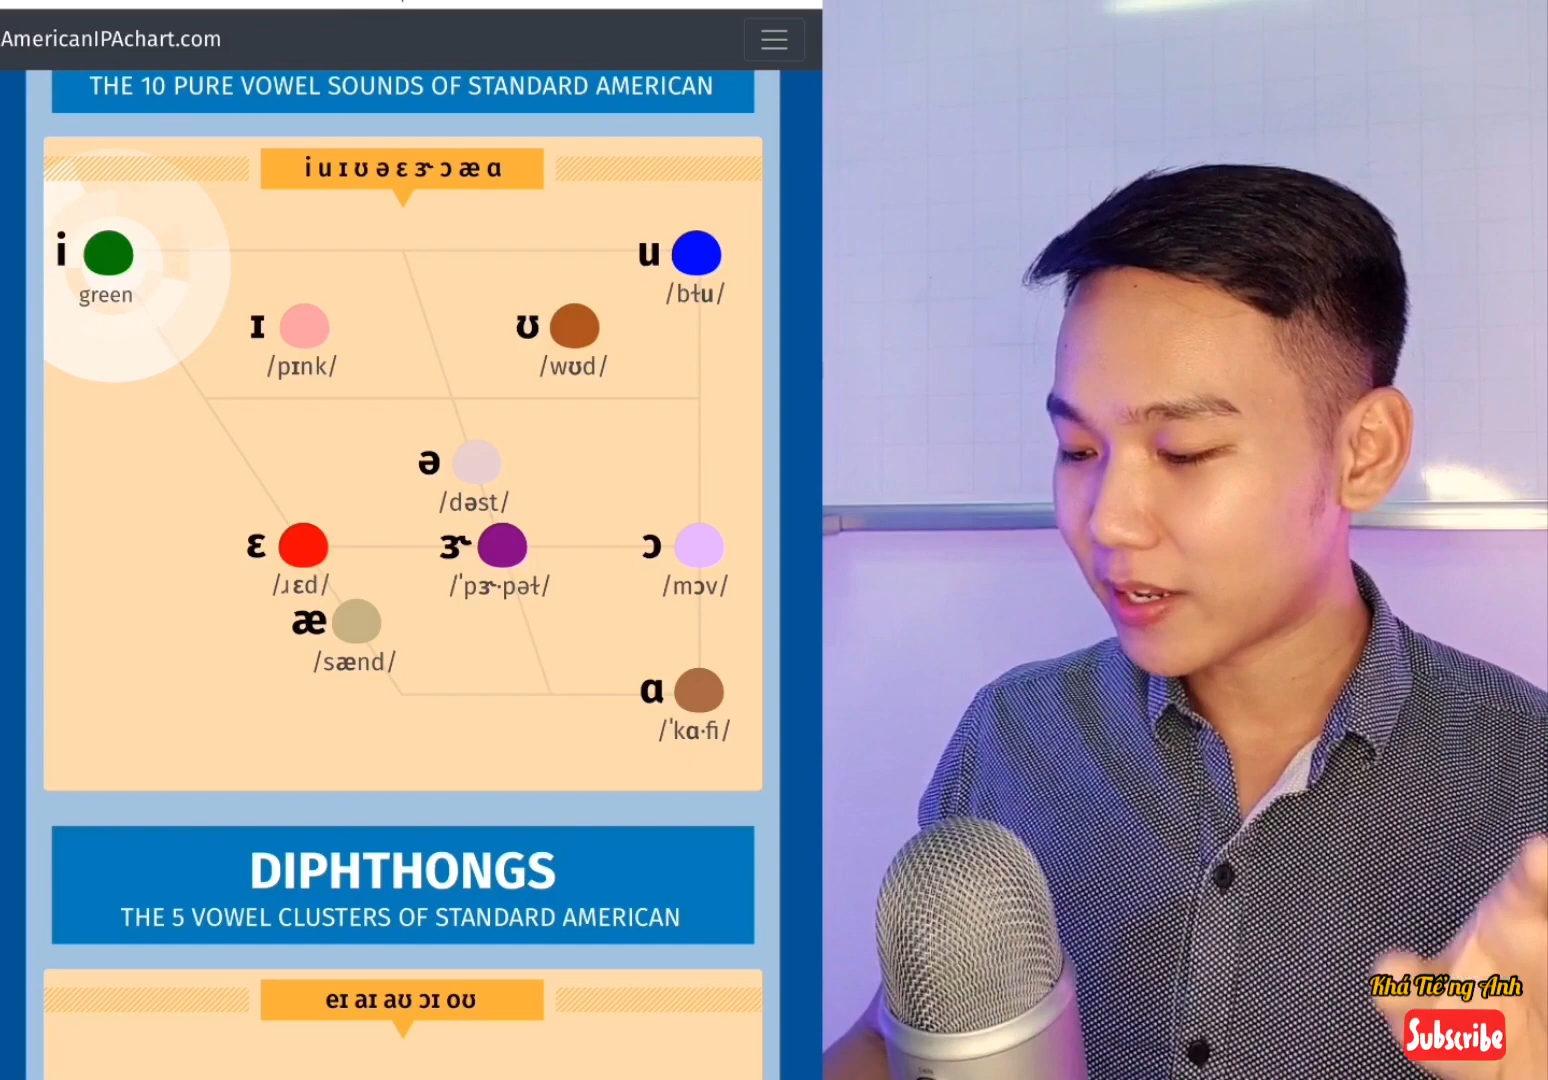 AmericanIPAchart.com
THE 10 PURE VOWEL SOUNDS OF STANDARD AMERICAN
i u ɪ ʊ ə ɛ ɝ ɔ æ ɑ
i
green
u
/bɫu/
ɪ
/pɪnk/
ʊ
/wʊd/
ə
/dəst/
ɛ
/ɹɛd/
ɝ
/ˈpɝ·pəɫ/
ɔ
/mɔv/
æ
/sænd/
ɑ
/ˈkɑ·fi/
DIPHTHONGS
THE 5 VOWEL CLUSTERS OF STANDARD AMERICAN
eɪ aɪ aʊ ɔɪ oʊ
Khá Tiếng Anh
Subscribe